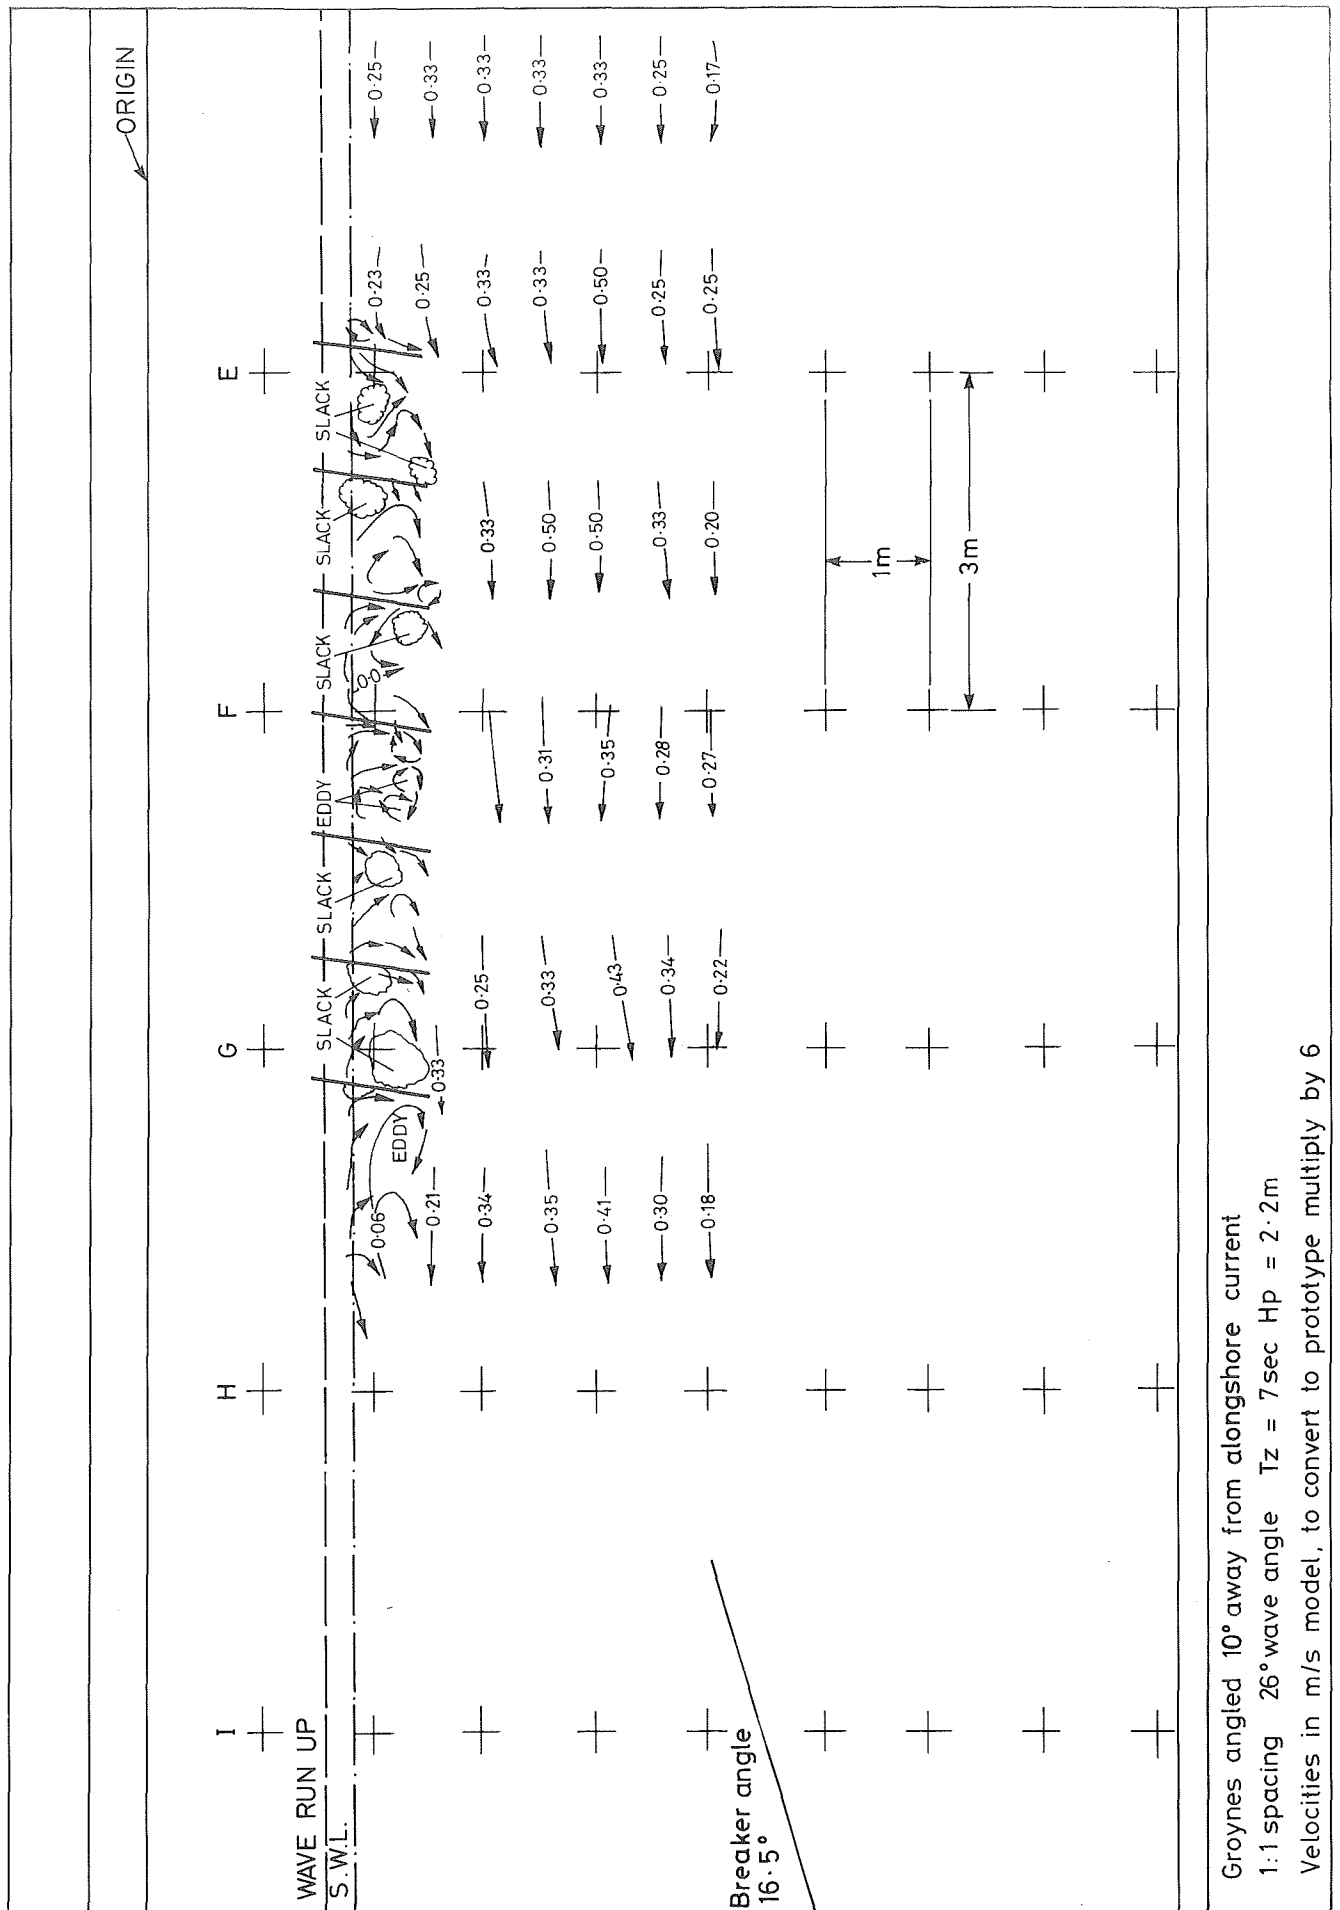 ORIGIN
I H G F E
WAVE RUN UP
SLACK SLACK EDDY SLACK SLACK SLACK
S.W.L.
0·06 0·0 0·23 0·25
EDDY
0·21 0·33 0·25 0·33
0·34 0·25 0·33 0·33 0·33
0·35 0·33 0·31 0·50 0·33 0·33
0·41 0·43 0·35 0·50 0·50 0·33
0·30 0·34 0·28 0·33 0·25 0·25
0·18 0·22 0·27 0·20 0·25 0·17
Breaker angle
16·5°
1m
3m
Groynes angled 10° away from alongshore current
1:1 spacing 26° wave angle Tz = 7sec Hp = 2·2m
Velocities in m/s model, to convert to prototype multiply by 6